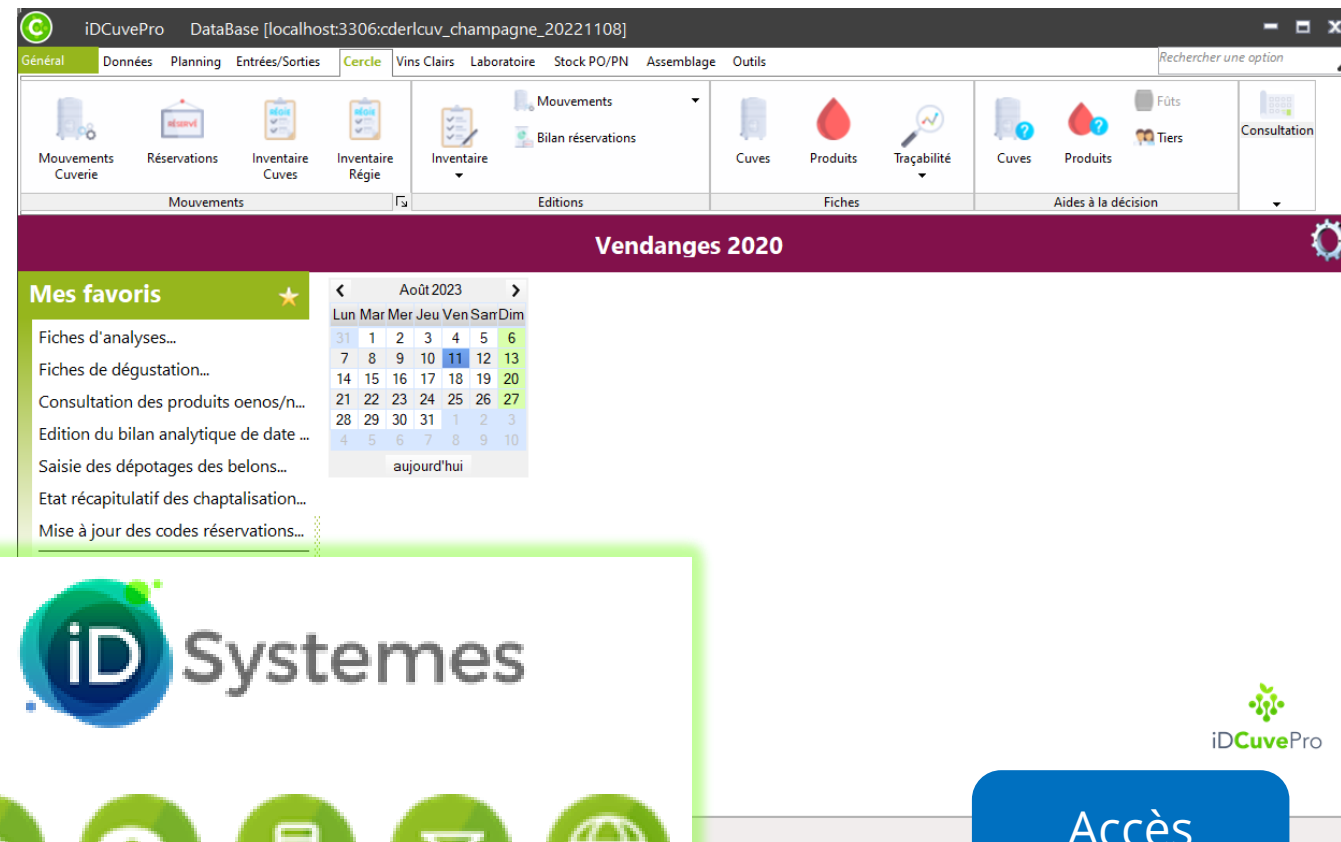 iDCuvePro DataBase [localhost:3306:cderlcuv_champagne_20221108]
Général Données Planning Entrées/Sorties Cercle Vins Clairs Laboratoire Stock PO/PN Assemblage Outils Rechercher une option
Mouvements Cuverie
RÉSERVÉ
Réservations
Inventaire Cuves
RÉGIE
Inventaire Régie
Inventaire
Mouvements
Bilan réservations
Cuves
Produits
Traçabilité
Cuves
Produits
Fûts
Tiers
Consultation
Mouvements Editions Fiches Aides à la décision
Vendanges 2020
Mes favoris
Fiches d'analyses...
Fiches de dégustation...
Consultation des produits oenos/n...
Edition du bilan analytique de date ...
Saisie des dépotages des belons...
Etat récapitulatif des chaptalisation...
Mise à jour des codes réservations...
Août 2023
Lun Mar Mer Jeu Ven Sam Dim
31 1 2 3 4 5 6
7 8 9 10 11 12 13
14 15 16 17 18 19 20
21 22 23 24 25 26 27
28 29 30 31 1 2 3
4 5 6 7 8 9 10
aujourd'hui
iD Systemes
iDCuvePro
Accès